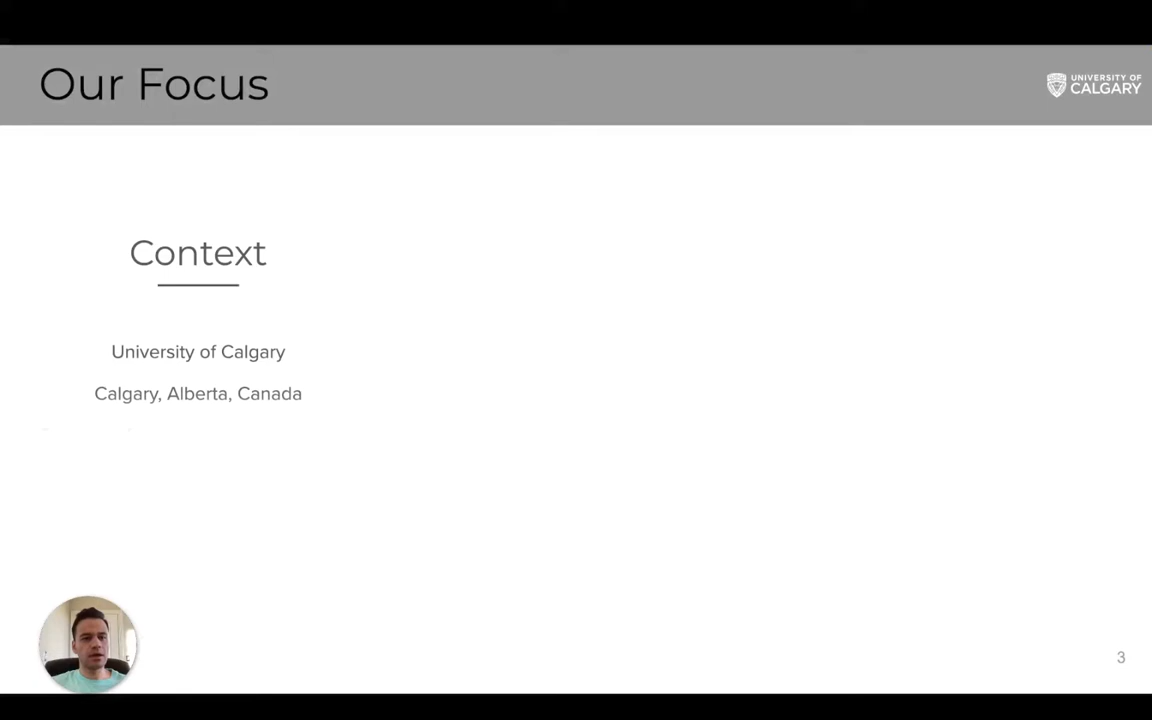 Our Focus
UNIVERSITY OF
CALGARY
Context
University of Calgary
Calgary, Alberta, Canada
3